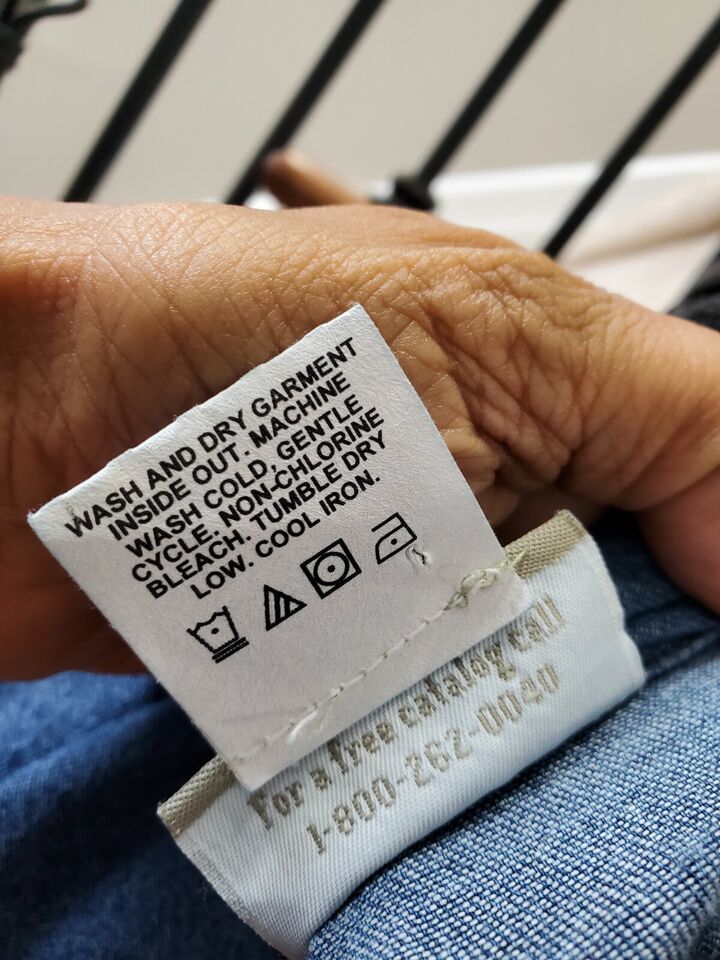 WASH AND DRY GARMENT
INSIDE OUT. MACHINE
WASH COLD, GENTLE
CYCLE. NON-CHLORINE
BLEACH. TUMBLE DRY
LOW. COOL IRON.
For a free catalog call
1-800-262-0040